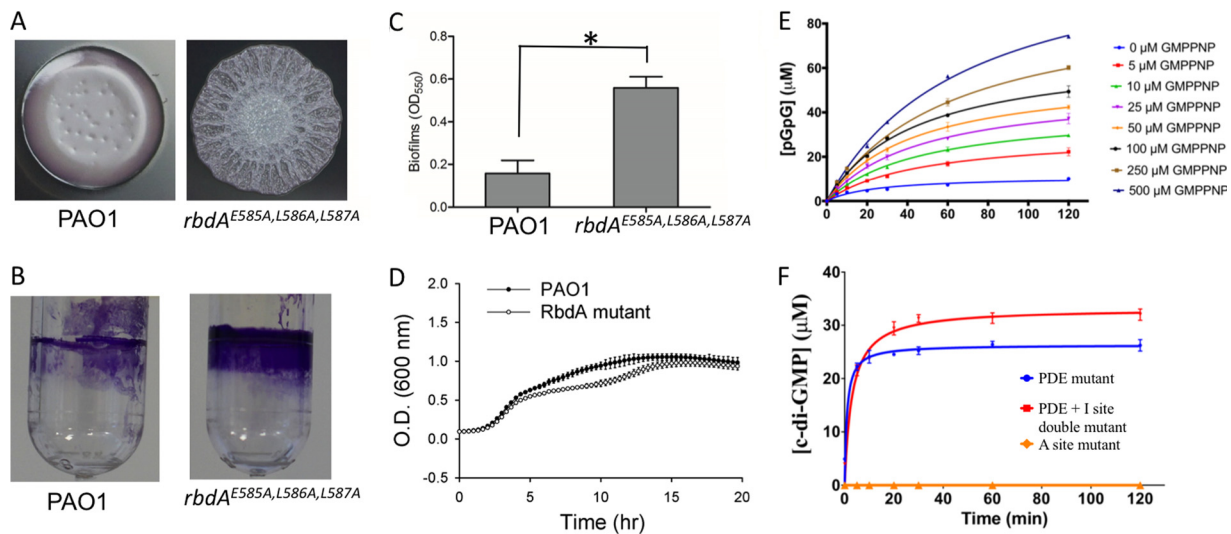 A
PAO1
rbdA^E585A,L586A,L587A
B
PAO1
rbdA^E585A,L586A,L587A
C
*
Biofilms (OD550)
0.8
0.6
0.4
0.2
0.0
PAO1
rbdA^E585A,L586A,L587A
D
PAO1
RbdA mutant
O.D. (600 nm)
2.0
1.5
1.0
0.5
0.0
-0.5
0 5 10 15 20
Time (hr)
E
[pGpG] (µM)
80
60
40
20
0
0 20 40 60 80 100 120
0 µM GMPPNP
5 µM GMPPNP
10 µM GMPPNP
25 µM GMPPNP
50 µM GMPPNP
100 µM GMPPNP
250 µM GMPPNP
500 µM GMPPNP
F
[c-di-GMP] (µM)
40
30
20
10
0
0 20 40 60 80 100 120
Time (min)
PDE mutant
PDE + I site
double mutant
A site mutant